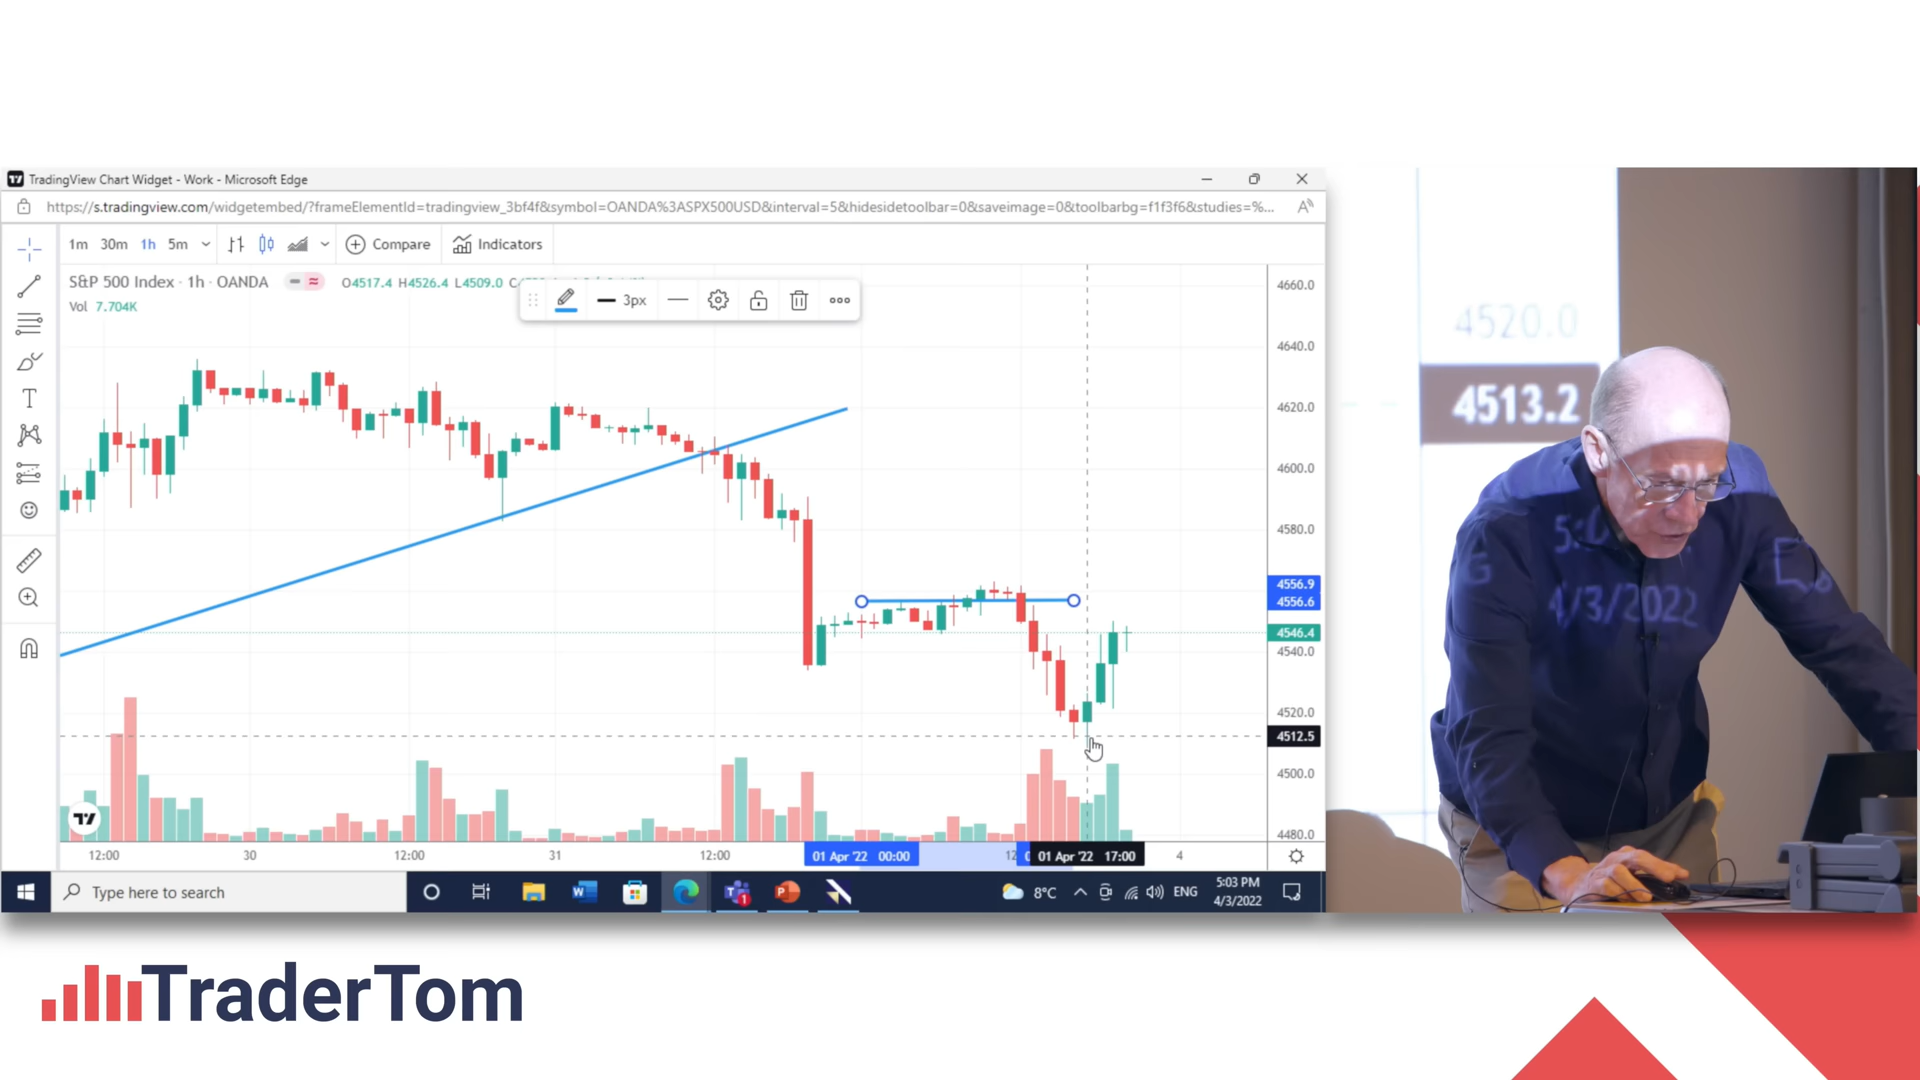 TradingView Chart Widget - Work - Microsoft Edge
https://s.tradingview.com/widgetembed/?frameElementId=tradingview_3bf4f&symbol=OANDA%3ASPX500USD&interval=5&hidesidetoolbar=0&saveimage=0&toolbarbg=f1f3f6&studies=%...
1m 30m 1h 5m Compare Indicators
S&P 500 Index · 1h · OANDA O4517.4 H4526.4 L4509.0
Vol 7.704K
3px
4660.0
4640.0
4620.0
4600.0
4580.0
4556.9
4556.6
4546.4
4540.0
4520.0
4512.5
4500.0
4480.0
12:00 30 12:00 31 12:00 01 Apr '22 00:00 01 Apr '22 17:00 4
Type here to search
8°C ENG 5:03 PM
4/3/2022
4520.0
4513.2
4/3/2022
TraderTom